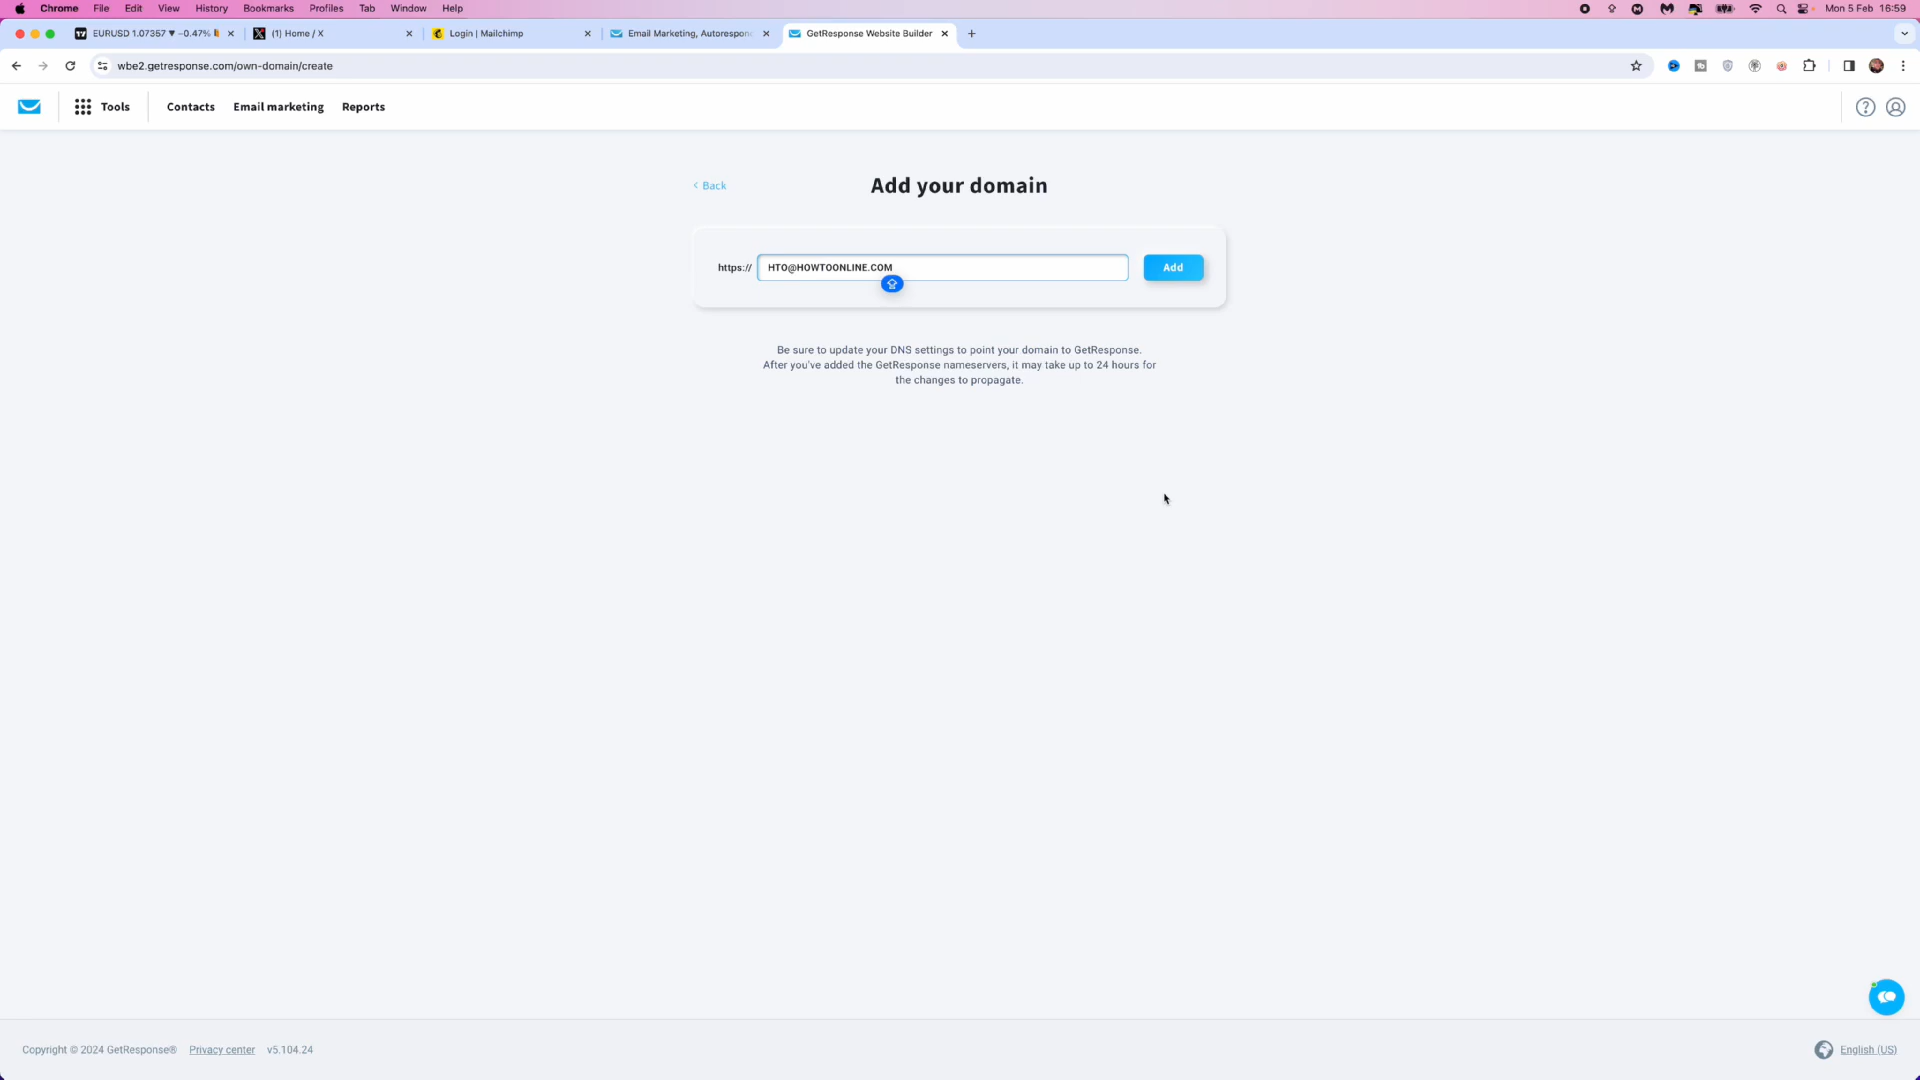 Chrome File Edit View History Bookmarks Profiles Tab Window Help Mon 5 Feb 16:59
EURUSD 1.07357 ▼ −0.47% (1) Home / X Login | Mailchimp Email Marketing, Autorespon GetResponse Website Builder
wbe2.getresponse.com/own-domain/create
Tools Contacts Email marketing Reports
< Back Add your domain
https:// HTO@HOWTOONLINE.COM Add
Be sure to update your DNS settings to point your domain to GetResponse.
After you've added the GetResponse nameservers, it may take up to 24 hours for
the changes to propagate.
Copyright © 2024 GetResponse® Privacy center v5.104.24 English (US)